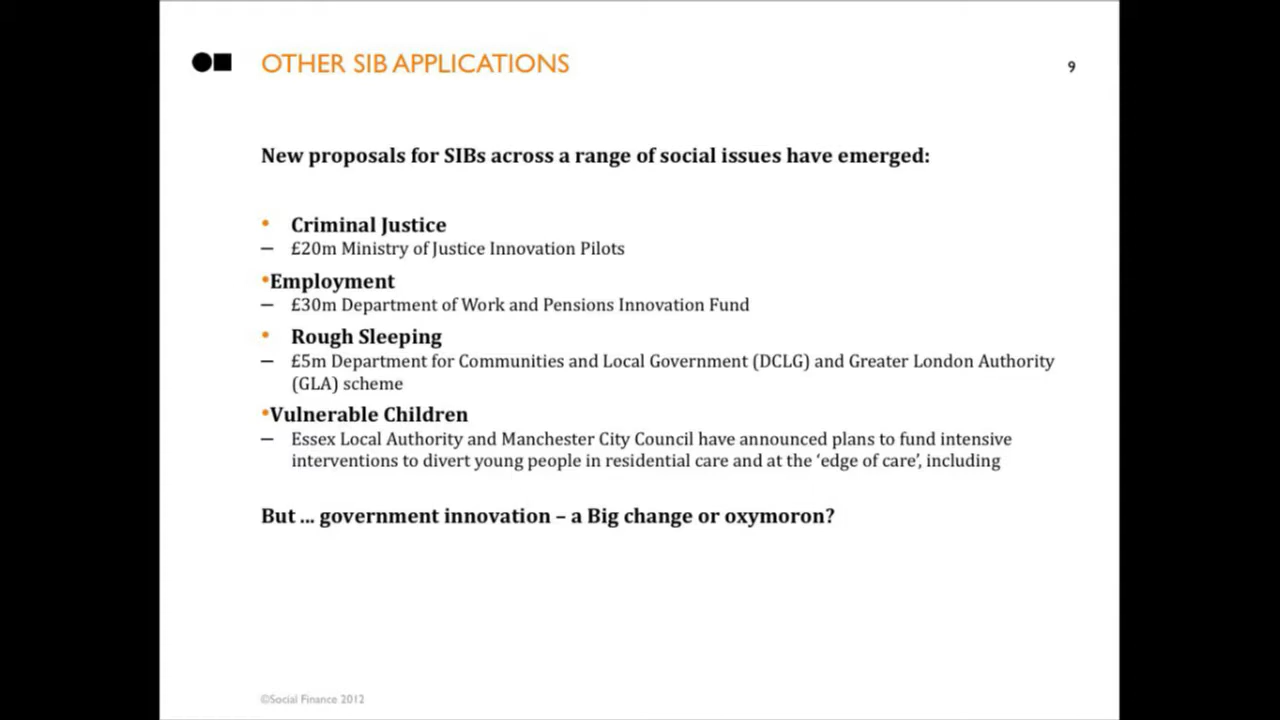 OTHER SIB APPLICATIONS
9
New proposals for SIBs across a range of social issues have emerged:
• Criminal Justice
– £20m Ministry of Justice Innovation Pilots
•Employment
– £30m Department of Work and Pensions Innovation Fund
• Rough Sleeping
– £5m Department for Communities and Local Government (DCLG) and Greater London Authority
(GLA) scheme
•Vulnerable Children
– Essex Local Authority and Manchester City Council have announced plans to fund intensive
interventions to divert young people in residential care and at the ‘edge of care’, including
But ... government innovation – a Big change or oxymoron?
©Social Finance 2012